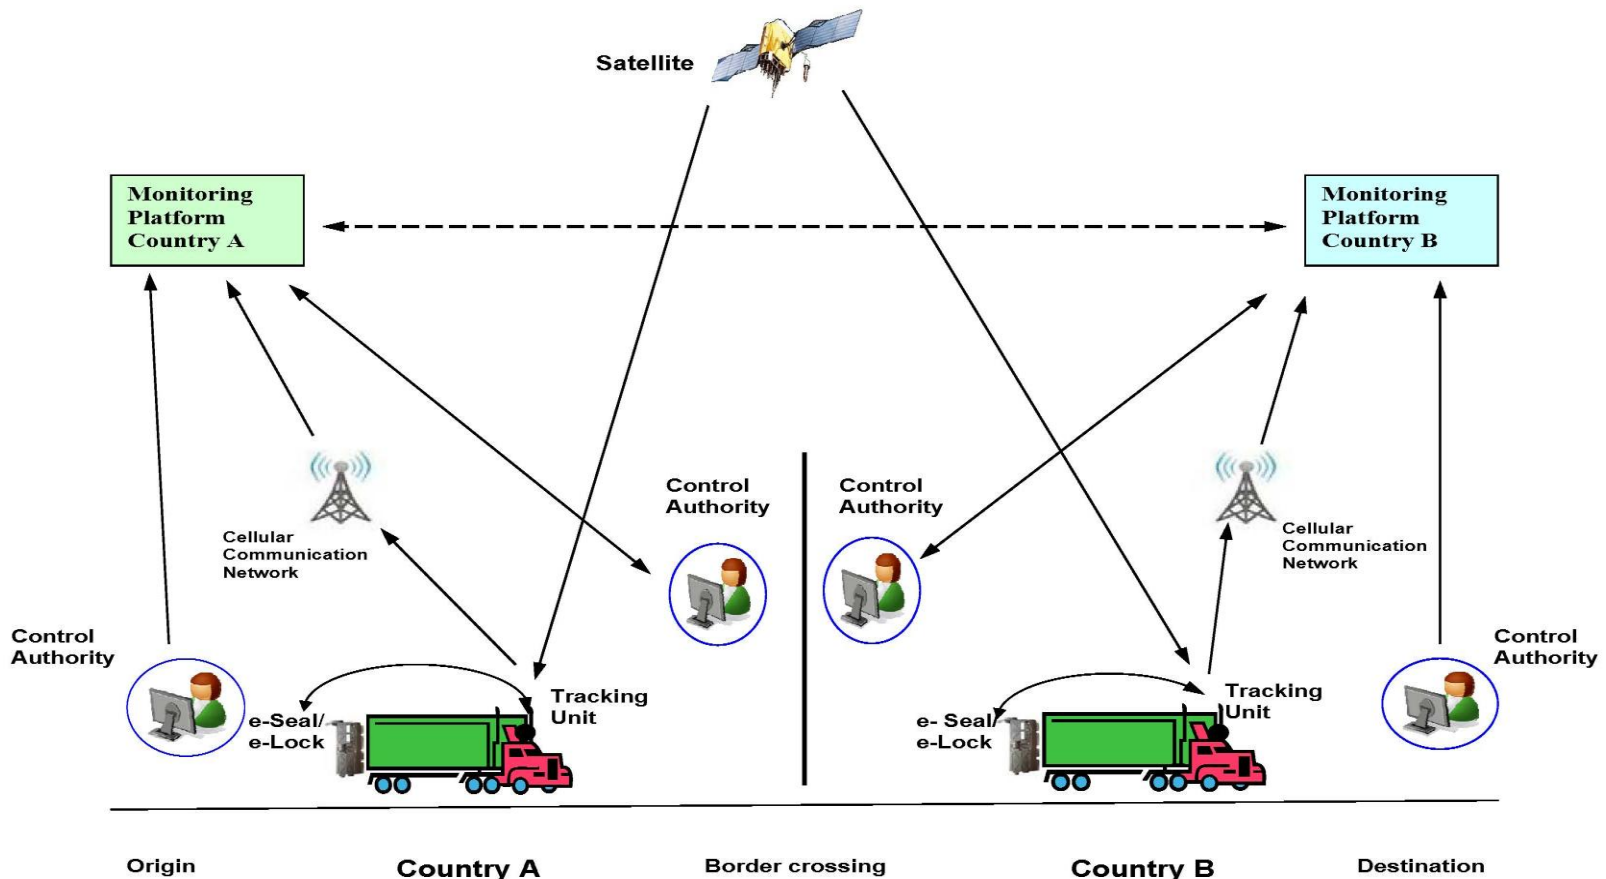 Satellite
Monitoring
Platform
Country A
Monitoring
Platform
Country B
Control
Authority
Control
Authority
Cellular
Communication
Network
Cellular
Communication
Network
Control
Authority
Control
Authority
e-Seal/
e-Lock
Tracking
Unit
e- Seal/
e-Lock
Tracking
Unit
Origin
Country A
Border crossing
Country B
Destination